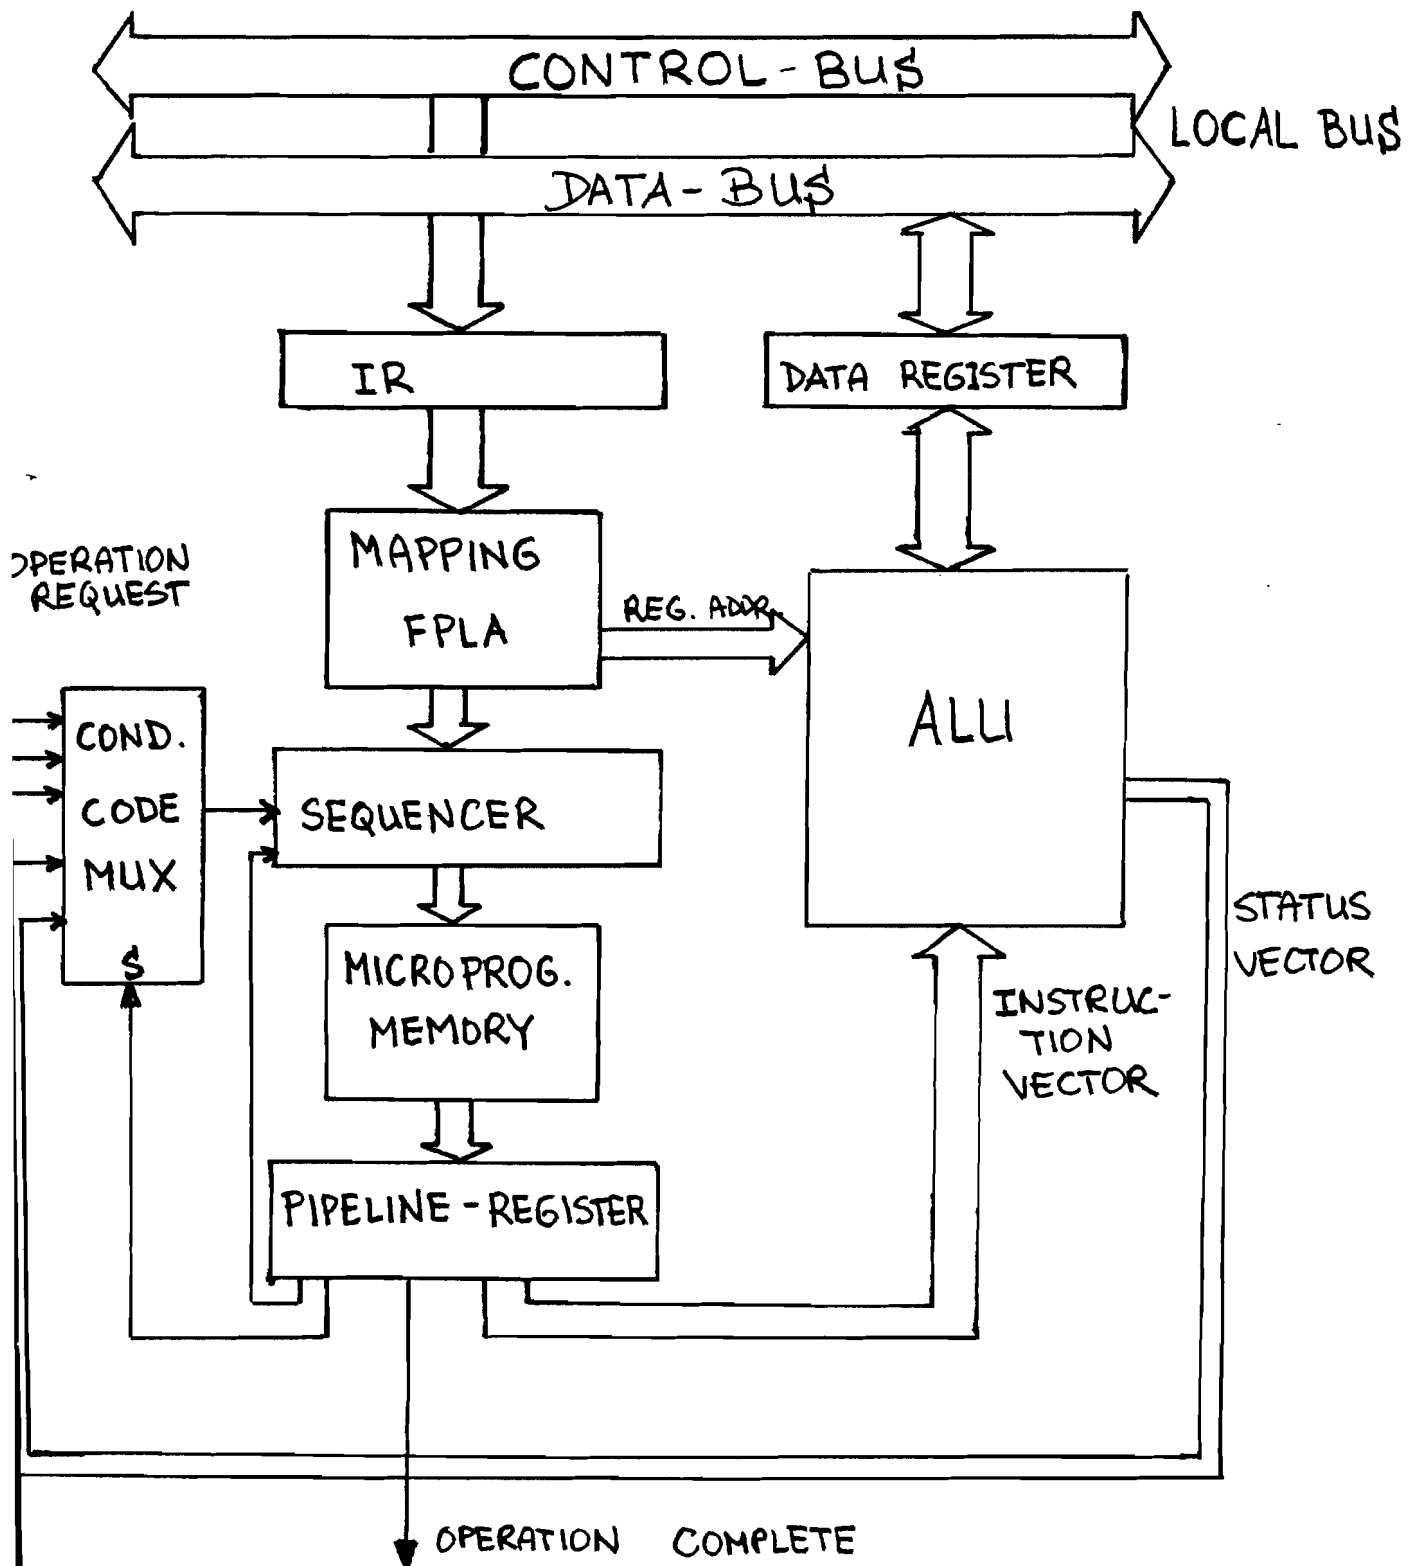 CONTROL-BUS
LOCAL BUS
DATA-BUS
IR
DATA REGISTER
OPERATION
REQUEST
MAPPING
FPLA
REG. ADDR.
ALU
COND.
CODE
MUX
S
SEQUENCER
STATUS
VECTOR
MICROPROG.
MEMORY
INSTRUC-
TION
VECTOR
PIPELINE-REGISTER
OPERATION COMPLETE